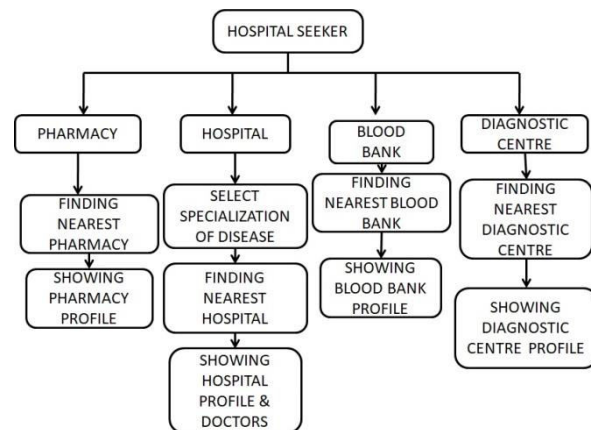 HOSPITAL SEEKER
PHARMACY
HOSPITAL
BLOOD
BANK
DIAGNOSTIC
CENTRE
FINDING
NEAREST
PHARMACY
SELECT
SPECIALIZATION
OF DISEASE
FINDING
NEAREST BLOOD
BANK
FINDING
NEAREST
DIAGNOSTIC
CENTRE
SHOWING
PHARMACY
PROFILE
FINDING
NEAREST
HOSPITAL
SHOWING
BLOOD BANK
PROFILE
SHOWING
DIAGNOSTIC
CENTRE PROFILE
SHOWING
HOSPITAL
PROFILE &
DOCTORS